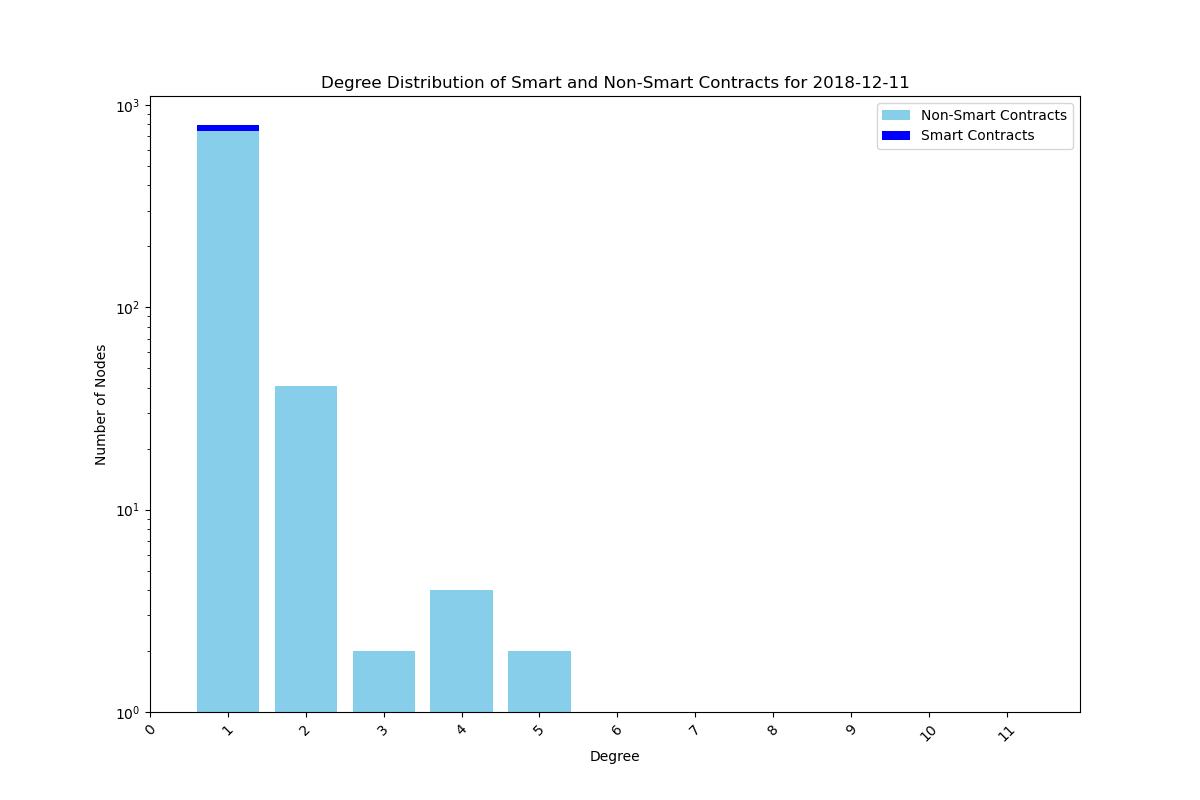 Degree Distribution of Smart and Non-Smart Contracts for 2018-12-11
Non-Smart Contracts
Smart Contracts
Number of Nodes
10³
10²
10¹
10⁰
0 1 2 3 4 5 6 7 8 9 10 11
Degree